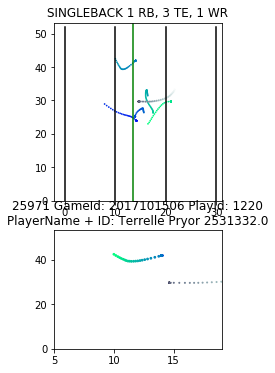 SINGLEBACK 1 RB, 3 TE, 1 WR
50
40
30
20
10
0
0 10 20 30
25971 GameId: 2017101506 PlayId: 1220
PlayerName + ID: Terrelle Pryor 2531332.0
40
20
0
5 10 15